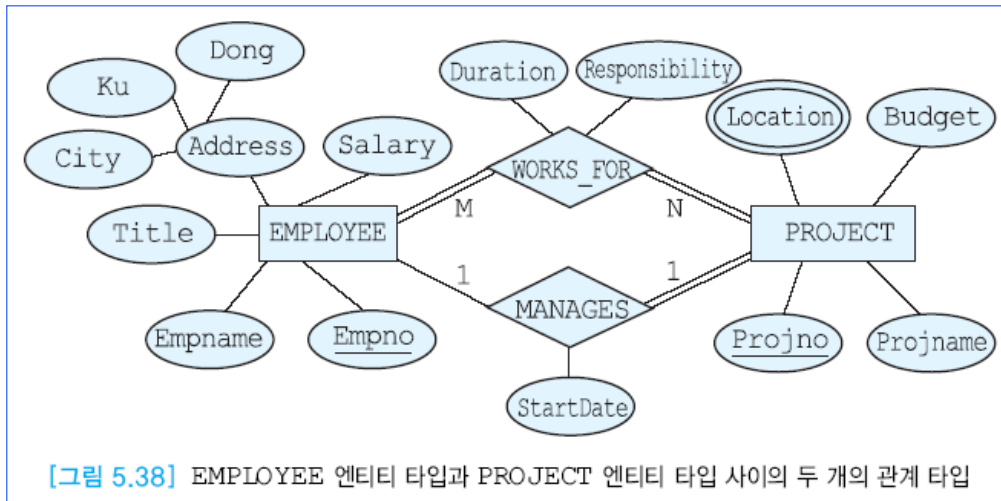 Dong
Duration
Responsibility
Ku
Location
Budget
City
Address
Salary
WORKS_FOR
M
N
Title
EMPLOYEE
PROJECT
1
1
MANAGES
Empname
Empno
Projno
Projname
StartDate
[그림 5.38] EMPLOYEE 엔티티 타입과 PROJECT 엔티티 타입 사이의 두 개의 관계 타입